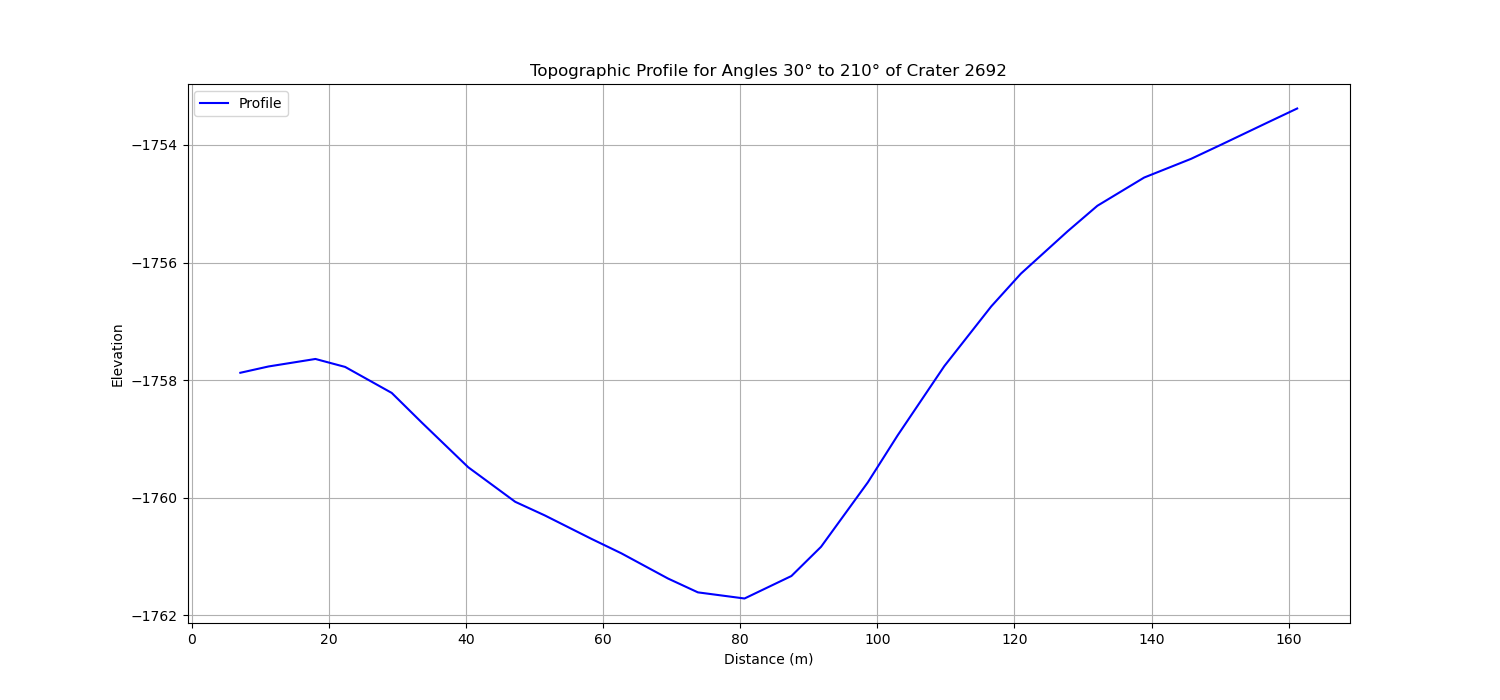 Topographic Profile for Angles 30° to 210° of Crater 2692
Profile
Elevation
−1754
−1756
−1758
−1760
−1762
0 20 40 60 80 100 120 140 160
Distance (m)